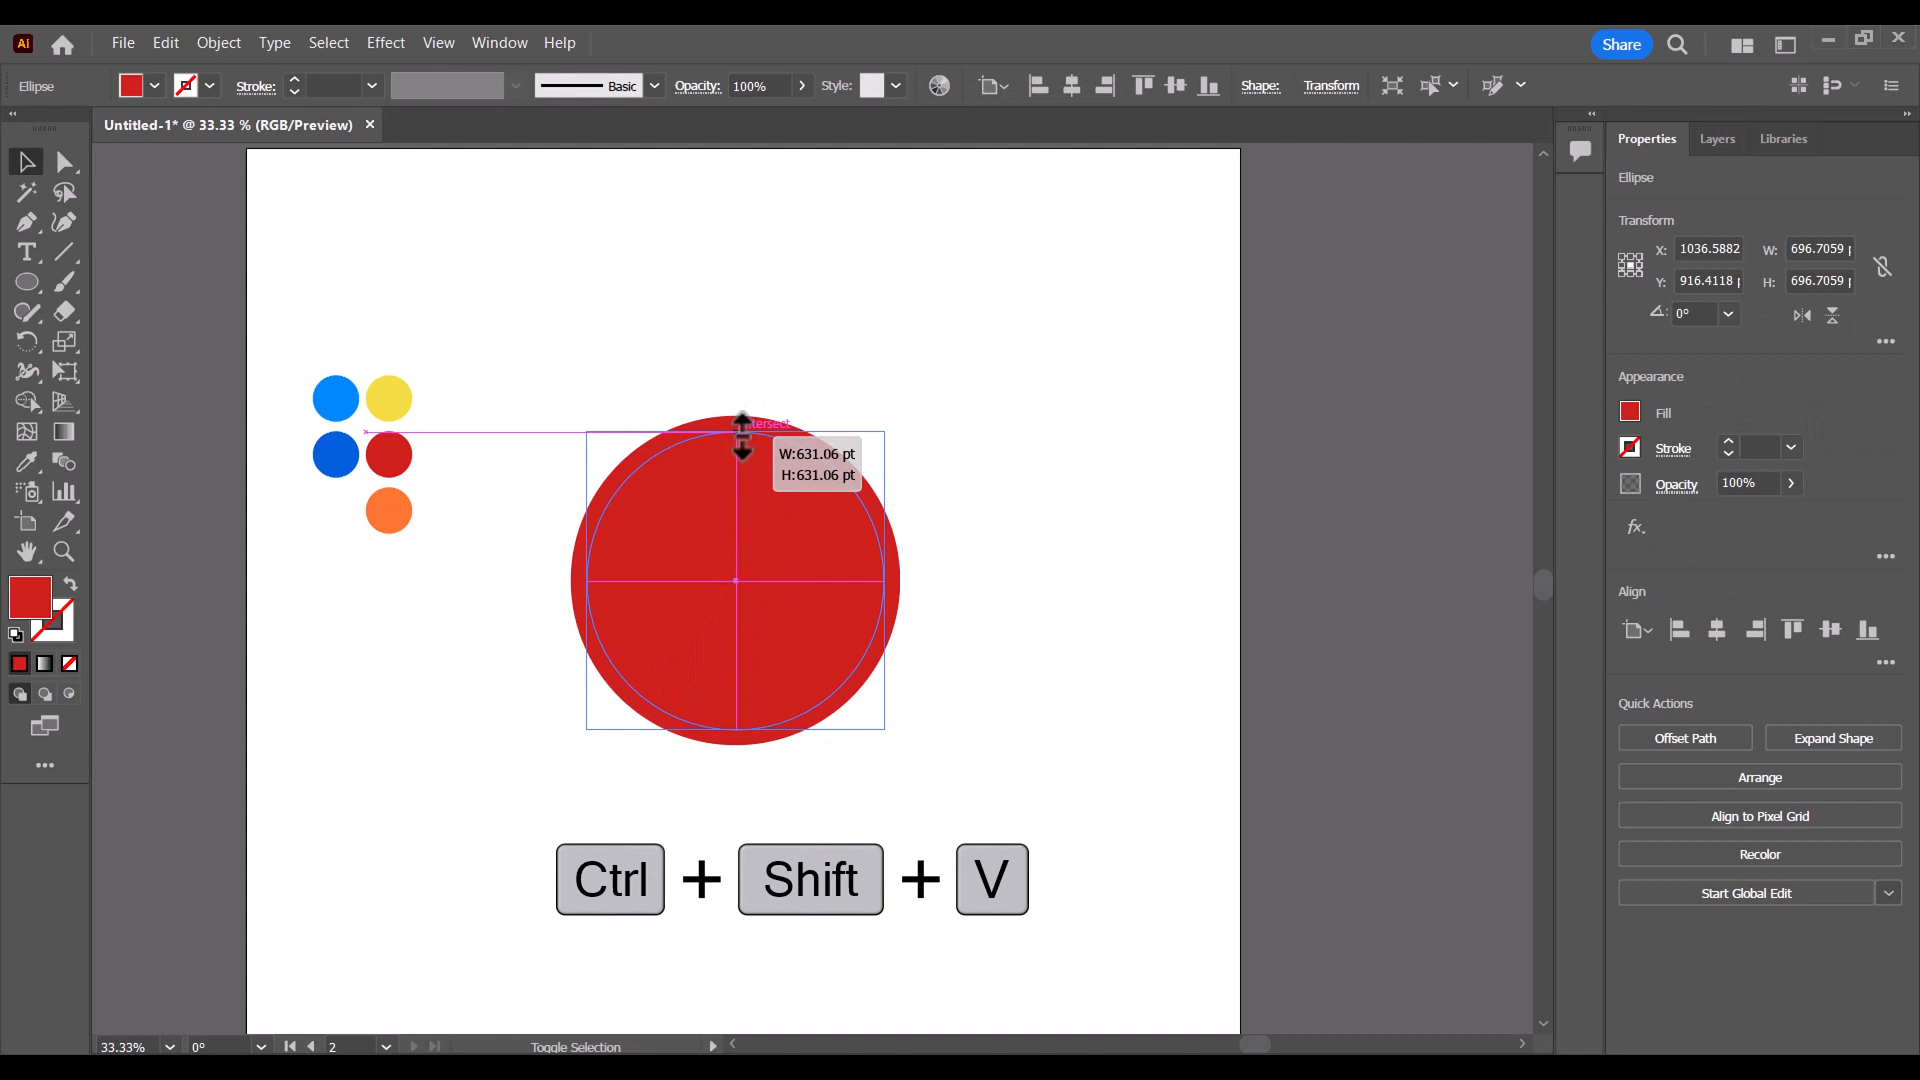 Ai File Edit Object Type Select Effect View Window Help Share
Ellipse Stroke: Basic Opacity: 100% Style: Shape: Transform
Untitled-1* @ 33.33 % (RGB/Preview) ×
Properties Layers Libraries
Ellipse
Transform
X: 1036.5882 W: 696.7059 p
Y: 916.4118 p H: 696.7059 p
0°
Appearance
Fill
Stroke
Opacity 100%
fx.
Align
Quick Actions
Offset Path Expand Shape
Arrange
Align to Pixel Grid
Recolor
Start Global Edit
T
W:631.06 pt
H:631.06 pt
Ctrl + Shift + V
33.33% 0° 2 Toggle Selection